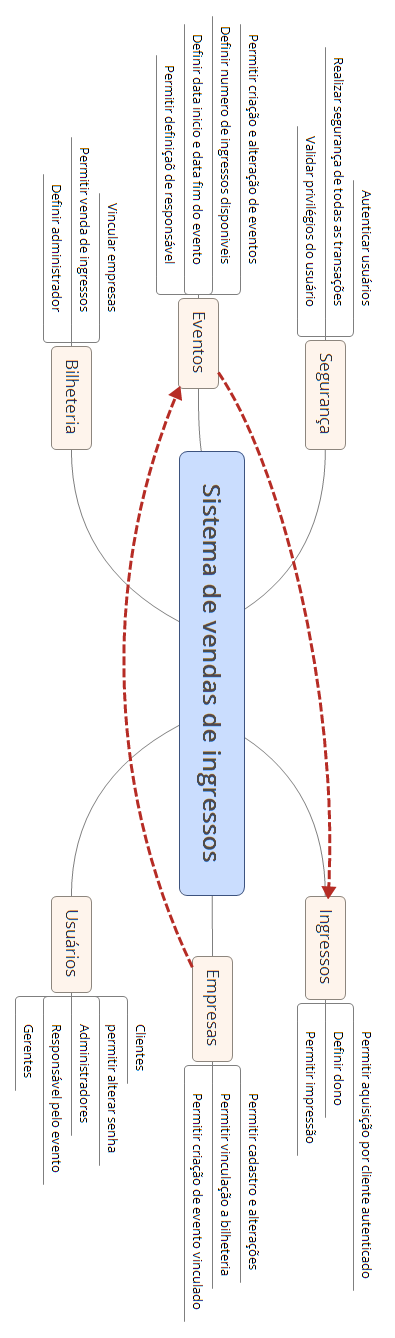 Sistema de vendas de ingressos
Segurança
Autenticar usuários
Realizar segurança de todas as transações
Validar privilégios do usuário
Eventos
Permitir criação e alteração de eventos
Definir numero de ingressos disponiveis
Definir data inicio e data fim do evento
Permitir definiçaõ de responsável
Bilheteria
Vincular empresas
Permitir venda de ingressos
Definir administrador
Ingressos
Permitir aquisição por cliente autenticado
Definir dono
Permitir impressão
Empresas
Permitir cadastro e alterações
Permitir vinculação a bilheteria
Permitir criação de evento vinculado
Usuários
Clientes
permitir alterar senha
Administradores
Responsável pelo evento
Gerentes